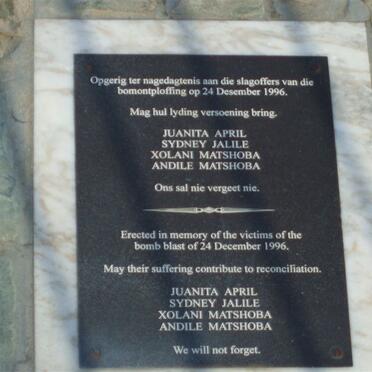 Opgerig ter nagedagtenis aan die slagoffers van die
bomontploffing op 24 Desember 1996.
Mag hul lyding versoening bring.
JUANITA APRIL
SYDNEY JALILE
XOLANI MATSHOBA
ANDILE MATSHOBA
Ons sal nie vergeet nie.
Erected in memory of the victims of the
bomb blast of 24 December 1996.
May their suffering contribute to reconciliation.
JUANITA APRIL
SYDNEY JALILE
XOLANI MATSHOBA
ANDILE MATSHOBA
We will not forget.